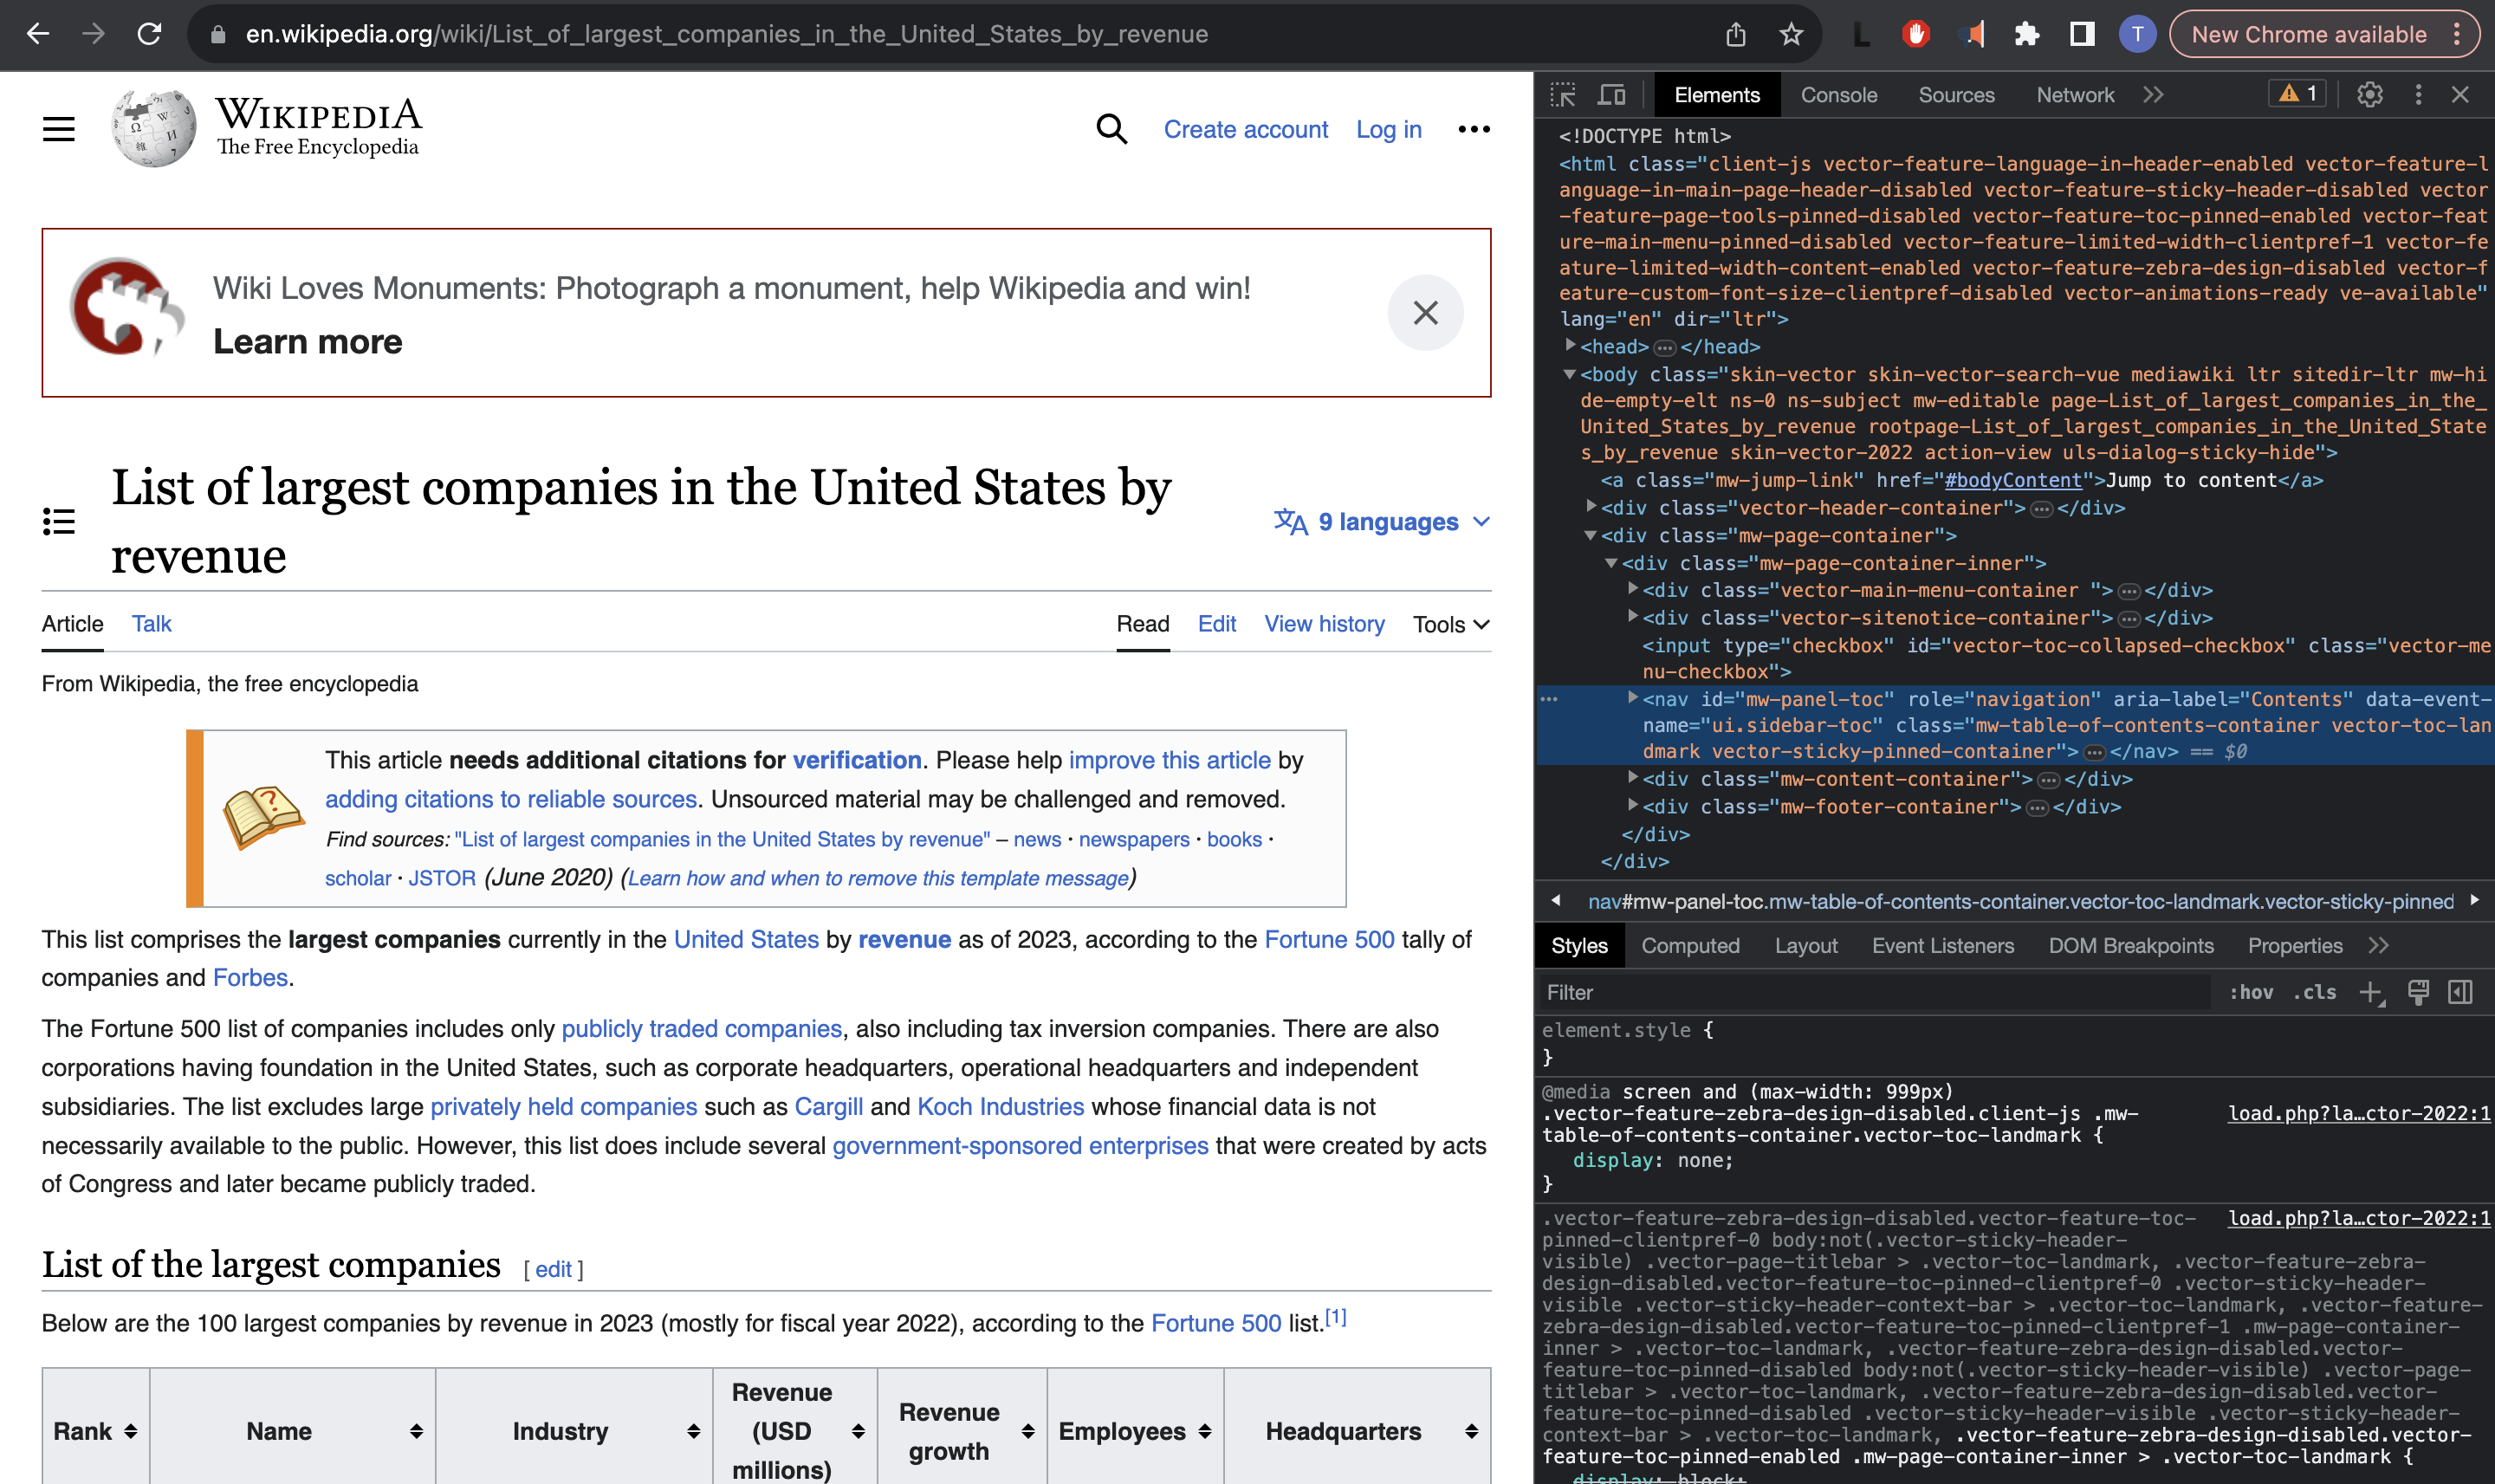 en.wikipedia.org/wiki/List_of_largest_companies_in_the_United_States_by_revenue
L
T
New Chrome available
WIKIPEDIA
The Free Encyclopedia
Create account
Log in
Wiki Loves Monuments: Photograph a monument, help Wikipedia and win!
Learn more
List of largest companies in the United States by
revenue
9 languages
Article
Talk
Read
Edit
View history
Tools
From Wikipedia, the free encyclopedia
This article needs additional citations for verification. Please help improve this article by
adding citations to reliable sources. Unsourced material may be challenged and removed.
Find sources: "List of largest companies in the United States by revenue" – news · newspapers · books ·
scholar · JSTOR (June 2020) (Learn how and when to remove this template message)
This list comprises the largest companies currently in the United States by revenue as of 2023, according to the Fortune 500 tally of
companies and Forbes.
The Fortune 500 list of companies includes only publicly traded companies, also including tax inversion companies. There are also
corporations having foundation in the United States, such as corporate headquarters, operational headquarters and independent
subsidiaries. The list excludes large privately held companies such as Cargill and Koch Industries whose financial data is not
necessarily available to the public. However, this list does include several government-sponsored enterprises that were created by acts
of Congress and later became publicly traded.
List of the largest companies [ edit ]
Below are the 100 largest companies by revenue in 2023 (mostly for fiscal year 2022), according to the Fortune 500 list.[1]
Rank
Name
Industry
Revenue
(USD
millions)
Revenue
growth
Employees
Headquarters
Elements
Console
Sources
Network
1
<!DOCTYPE html>
<html class="client-js vector-feature-language-in-header-enabled vector-feature-l
anguage-in-main-page-header-disabled vector-feature-sticky-header-disabled vector
-feature-page-tools-pinned-disabled vector-feature-toc-pinned-enabled vector-feat
ure-main-menu-pinned-disabled vector-feature-limited-width-clientpref-1 vector-fe
ature-limited-width-content-enabled vector-feature-zebra-design-disabled vector-f
eature-custom-font-size-clientpref-disabled vector-animations-ready ve-available"
lang="en" dir="ltr">
<head> … </head>
<body class="skin-vector skin-vector-search-vue mediawiki ltr sitedir-ltr mw-hi
de-empty-elt ns-0 ns-subject mw-editable page-List_of_largest_companies_in_the_
United_States_by_revenue rootpage-List_of_largest_companies_in_the_United_State
s_by_revenue skin-vector-2022 action-view uls-dialog-sticky-hide">
<a class="mw-jump-link" href="#bodyContent">Jump to content</a>
<div class="vector-header-container"> … </div>
<div class="mw-page-container">
<div class="mw-page-container-inner">
<div class="vector-main-menu-container "> … </div>
<div class="vector-sitenotice-container"> … </div>
<input type="checkbox" id="vector-toc-collapsed-checkbox" class="vector-me
nu-checkbox">
<nav id="mw-panel-toc" role="navigation" aria-label="Contents" data-event-
name="ui.sidebar-toc" class="mw-table-of-contents-container vector-toc-lan
dmark vector-sticky-pinned-container"> … </nav> == $0
<div class="mw-content-container"> … </div>
<div class="mw-footer-container"> … </div>
</div>
</div>
nav#mw-panel-toc.mw-table-of-contents-container.vector-toc-landmark.vector-sticky-pinned
Styles
Computed
Layout
Event Listeners
DOM Breakpoints
Properties
Filter
:hov
.cls
element.style {
}
@media screen and (max-width: 999px)
.vector-feature-zebra-design-disabled.client-js .mw-
load.php?la…ctor-2022:1
table-of-contents-container.vector-toc-landmark {
display: none;
}
.vector-feature-zebra-design-disabled.vector-feature-toc-
load.php?la…ctor-2022:1
pinned-clientpref-0 body:not(.vector-sticky-header-
visible) .vector-page-titlebar > .vector-toc-landmark, .vector-feature-zebra-
design-disabled.vector-feature-toc-pinned-clientpref-0 .vector-sticky-header-
visible .vector-sticky-header-context-bar > .vector-toc-landmark, .vector-feature-
zebra-design-disabled.vector-feature-toc-pinned-clientpref-1 .mw-page-container-
inner > .vector-toc-landmark, .vector-feature-zebra-design-disabled.vector-
feature-toc-pinned-disabled body:not(.vector-sticky-header-visible) .vector-page-
titlebar > .vector-toc-landmark, .vector-feature-zebra-design-disabled.vector-
feature-toc-pinned-disabled .vector-sticky-header-visible .vector-sticky-header-
context-bar > .vector-toc-landmark, .vector-feature-zebra-design-disabled.vector-
feature-toc-pinned-enabled .mw-page-container-inner > .vector-toc-landmark {
display: block;